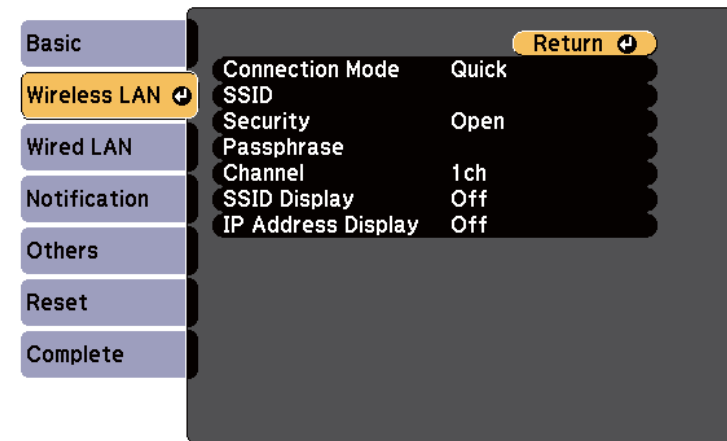 Basic
Wireless LAN
Wired LAN
Notification
Others
Reset
Complete
Return
Connection Mode Quick
SSID
Security Open
Passphrase
Channel 1ch
SSID Display Off
IP Address Display Off